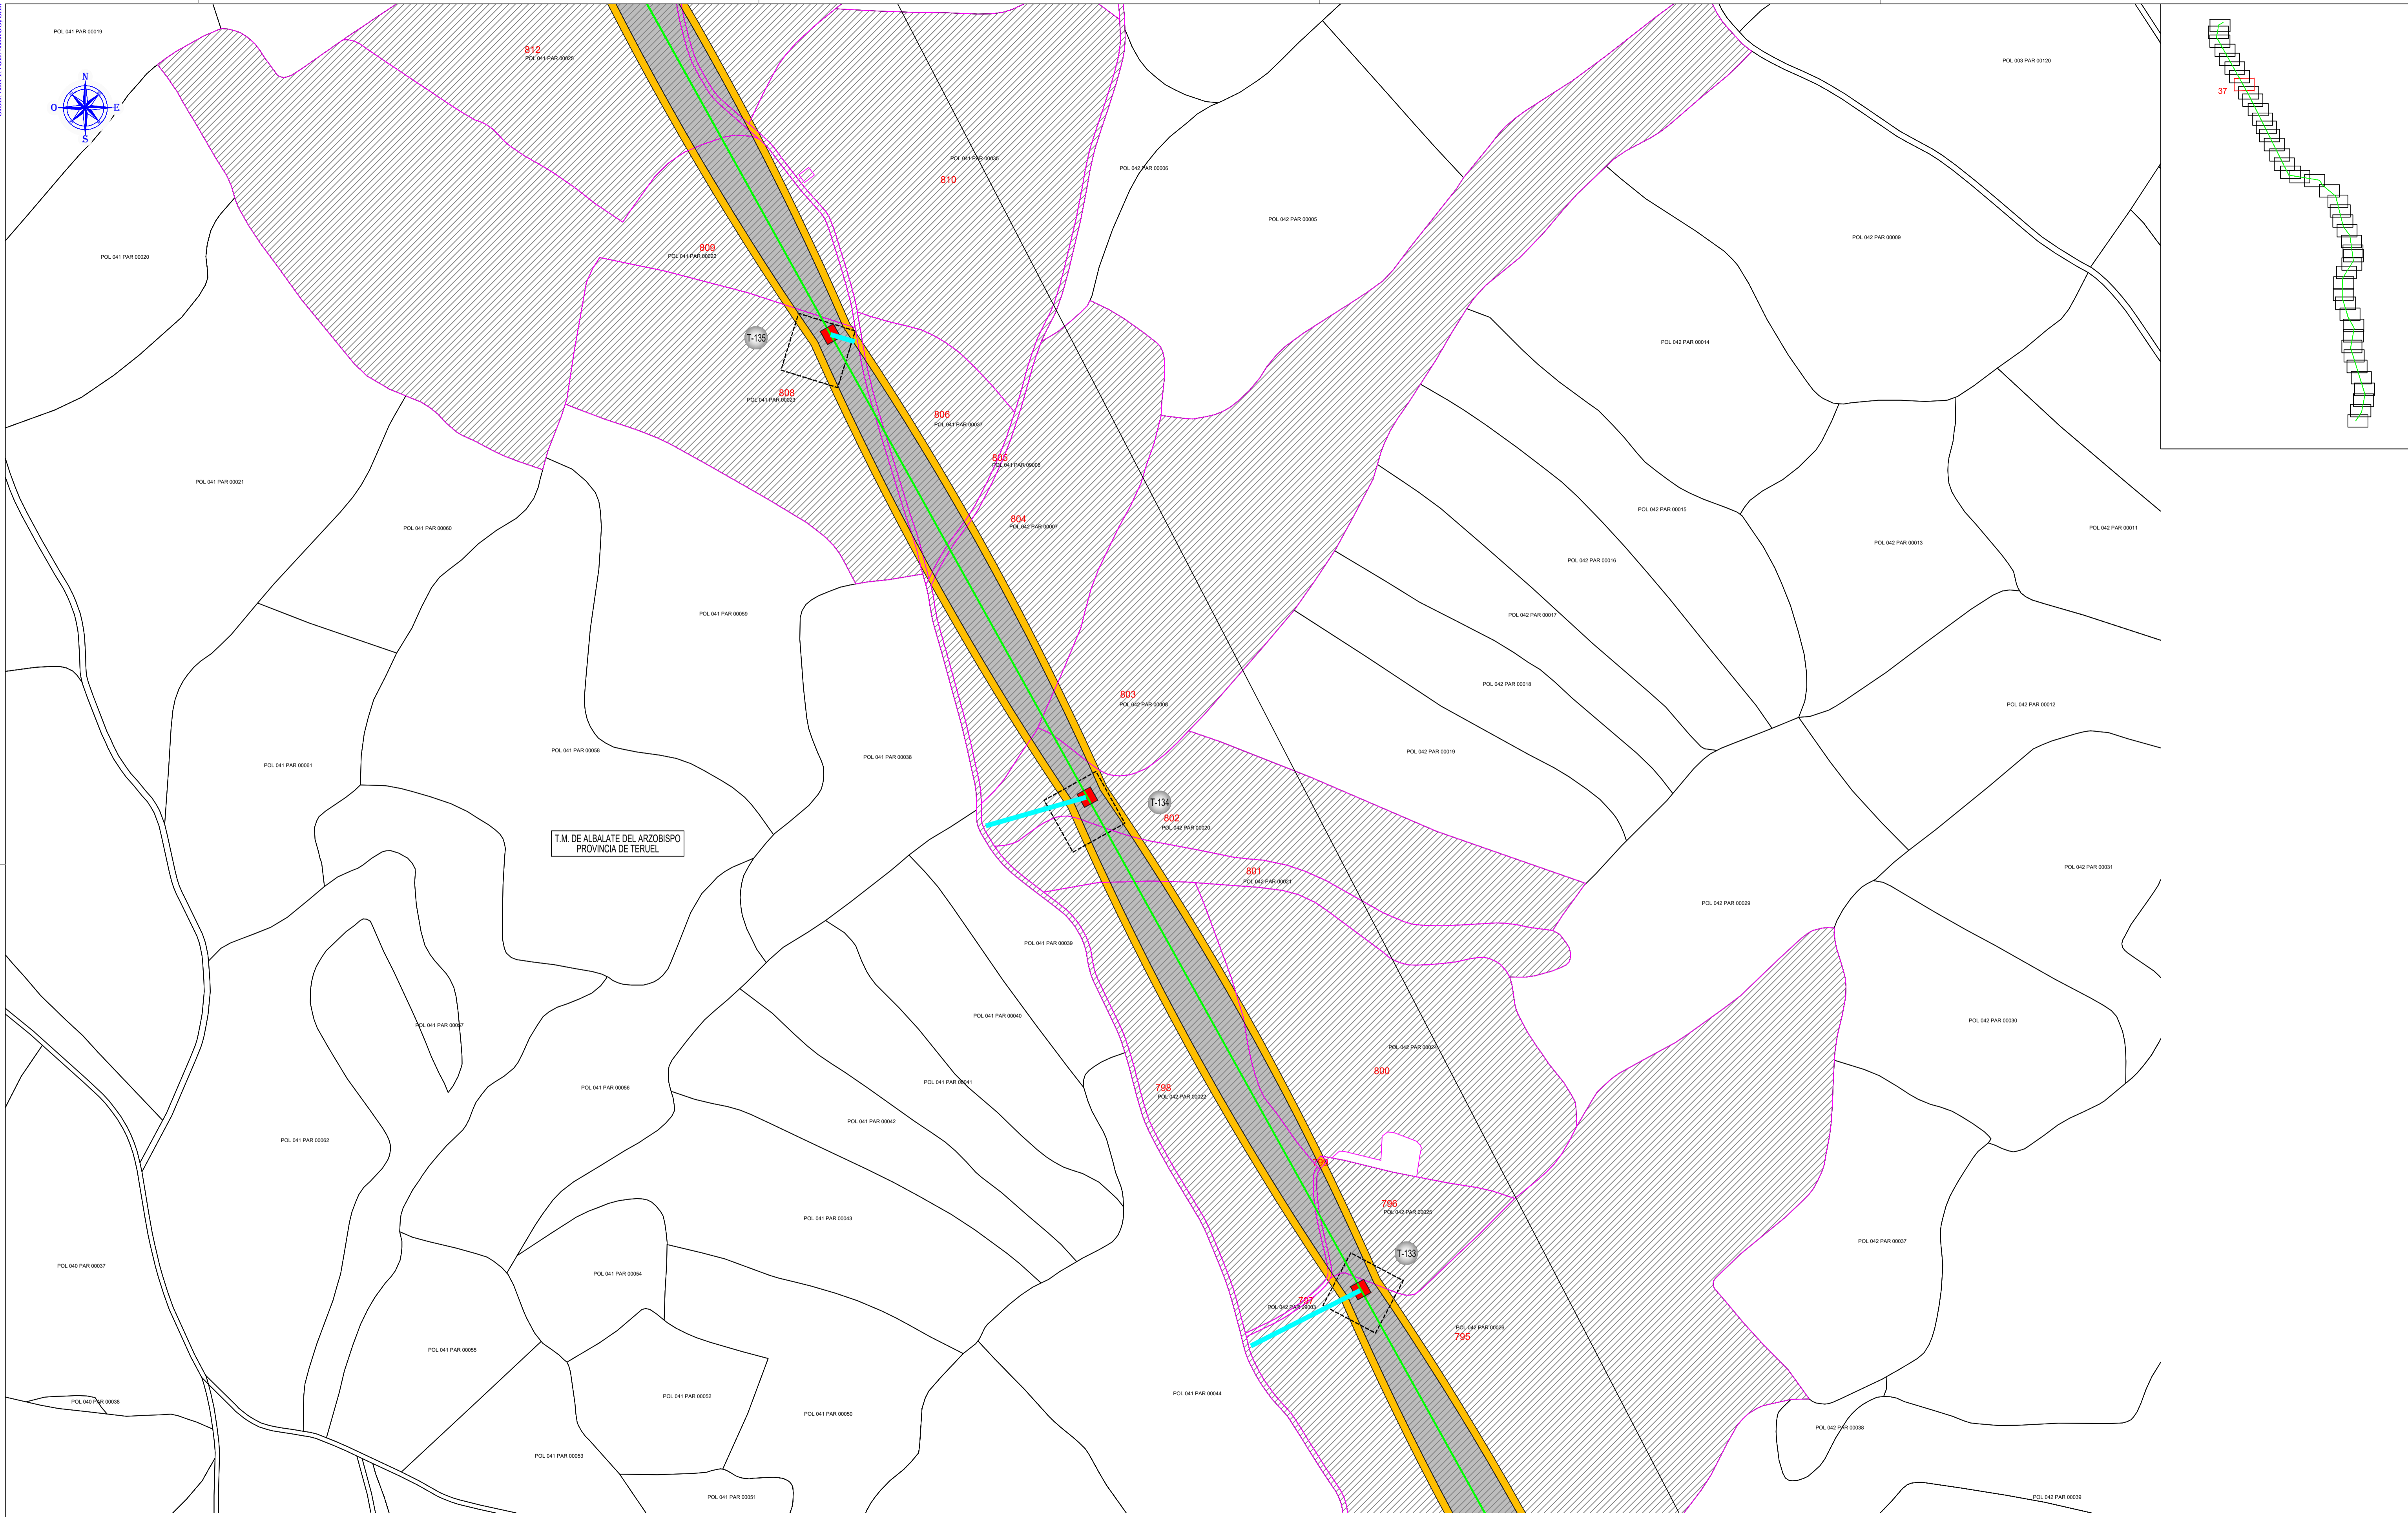 POL 041 PAR 00019
812
POL 041 PAR 00025
POL 003 PAR 00120
N
O
E
S
37
POL 041 PAR 00035
810
POL 042 PAR 00006
POL 042 PAR 00005
POL 042 PAR 00009
809
POL 041 PAR 00022
POL 041 PAR 00020
T-135
POL 042 PAR 00014
808
POL 041 PAR 00023
806
POL 041 PAR 00037
805
POL 041 PAR 09006
POL 041 PAR 00021
POL 041 PAR 00060
804
POL 042 PAR 00007
POL 042 PAR 00015
POL 042 PAR 00011
POL 042 PAR 00013
POL 042 PAR 00016
POL 041 PAR 00059
POL 042 PAR 00017
803
POL 042 PAR 00008
POL 042 PAR 00018
POL 042 PAR 00012
POL 041 PAR 00058
POL 041 PAR 00038
POL 042 PAR 00019
POL 041 PAR 00061
T-134
802
POL 042 PAR 00020
T.M. DE ALBALATE DEL ARZOBISPO
PROVINCIA DE TERUEL
801
POL 042 PAR 00021
POL 042 PAR 00031
POL 042 PAR 00029
POL 041 PAR 00039
POL 041 PAR 00040
POL 041 PAR 00057
POL 042 PAR 00030
POL 042 PAR 00024
800
POL 041 PAR 00041
POL 041 PAR 00056
798
POL 042 PAR 00022
POL 041 PAR 00042
POL 041 PAR 00062
799
796
POL 042 PAR 00025
POL 041 PAR 00043
T-133
POL 042 PAR 00037
POL 040 PAR 00037
POL 041 PAR 00054
797
POL 042 PAR 09003
POL 042 PAR 00026
795
POL 041 PAR 00055
POL 041 PAR 00044
POL 041 PAR 00052
POL 040 PAR 00038
POL 041 PAR 00050
POL 042 PAR 00038
POL 041 PAR 00053
POL 041 PAR 00051
POL 042 PAR 00039